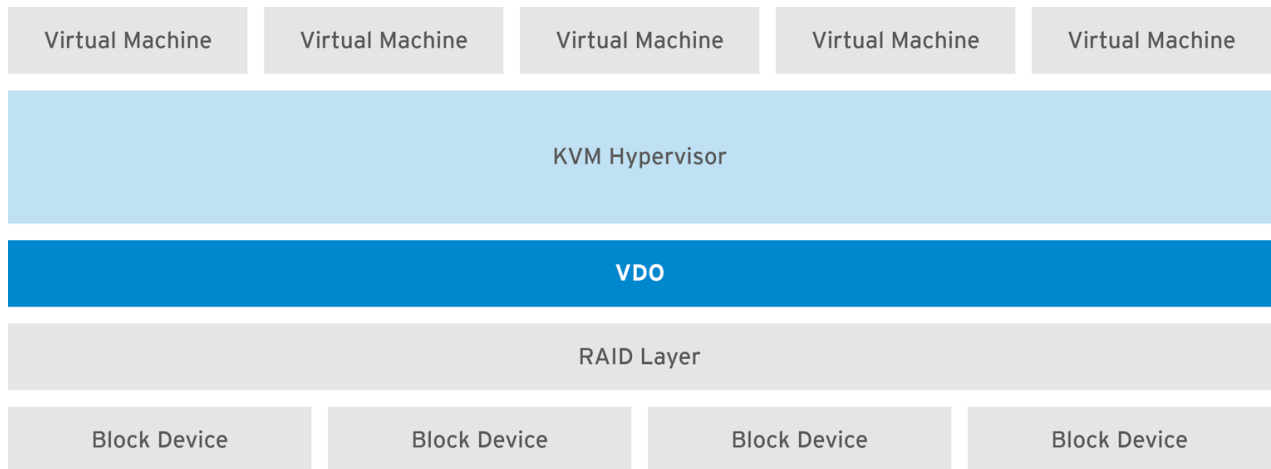 Virtual Machine Virtual Machine Virtual Machine Virtual Machine Virtual Machine
KVM Hypervisor
VDO
RAID Layer
Block Device Block Device Block Device Block Device